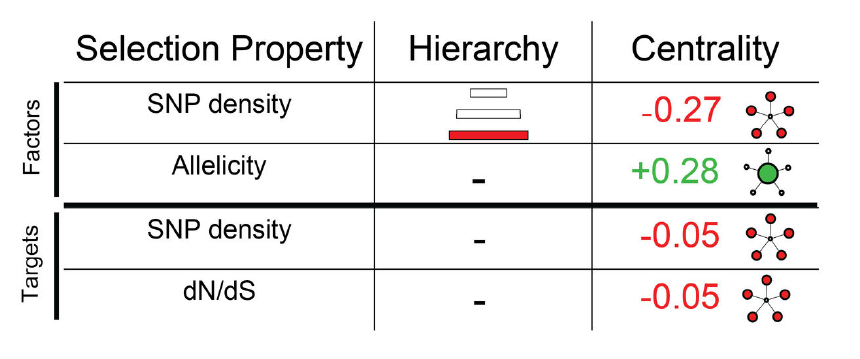 Selection Property Hierarchy Centrality
Factors
SNP density -0.27
Allelicity - +0.28
Targets
SNP density - -0.05
dN/dS - -0.05